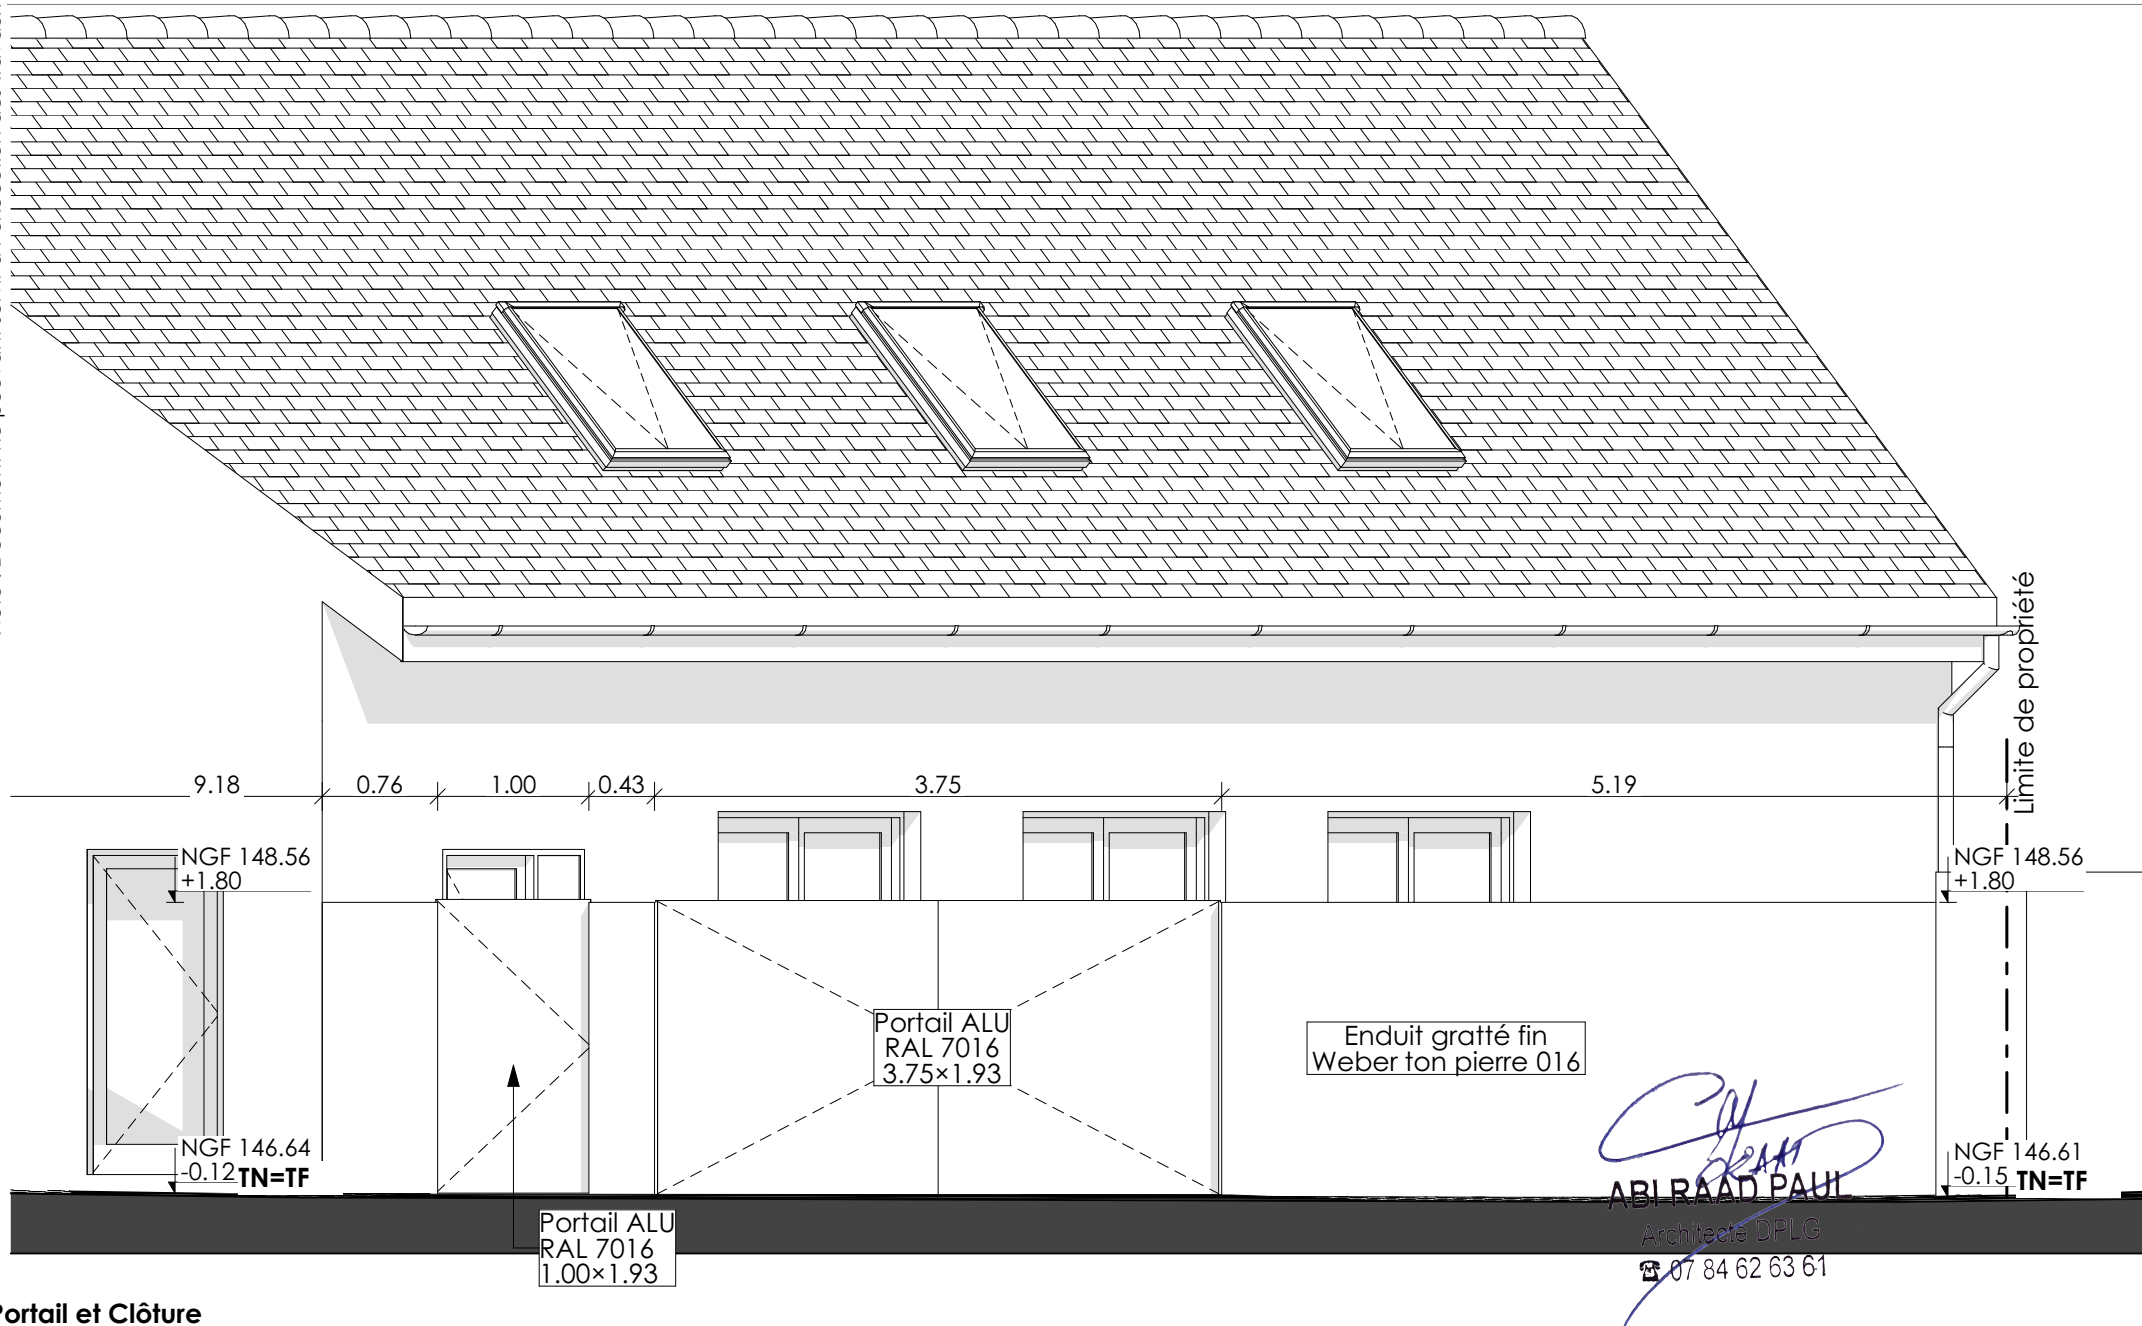 Limite de propriété
9.18
0.76
1.00
0.43
3.75
5.19
NGF 148.56
+1.80
NGF 148.56
+1.80
Portail ALU
RAL 7016
3.75×1.93
Enduit gratté fin
Weber ton pierre 016
NGF 146.64
-0.12 TN=TF
NGF 146.61
-0.15 TN=TF
ABI RAAD PAUL
Architecte DPLG
☎ 07 84 62 63 61
Portail ALU
RAL 7016
1.00×1.93
Portail et Clôture